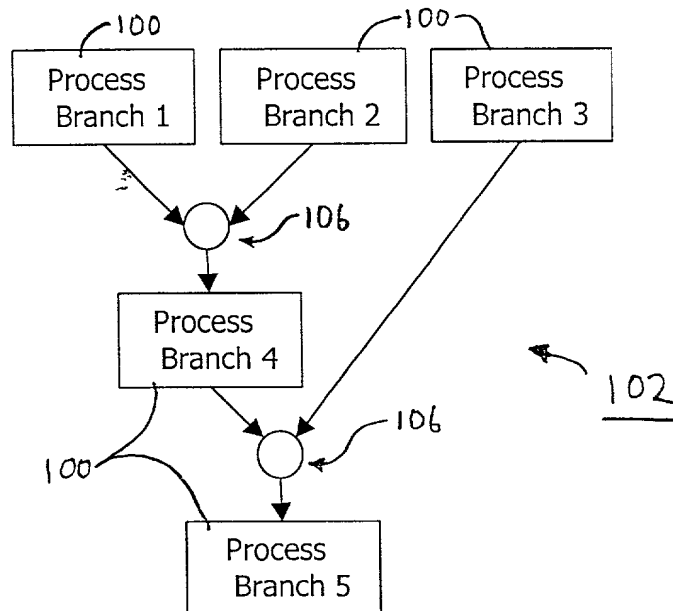 100
100
Process
Branch 1
Process
Branch 2
Process
Branch 3
106
Process
Branch 4
102
106
100
Process
Branch 5